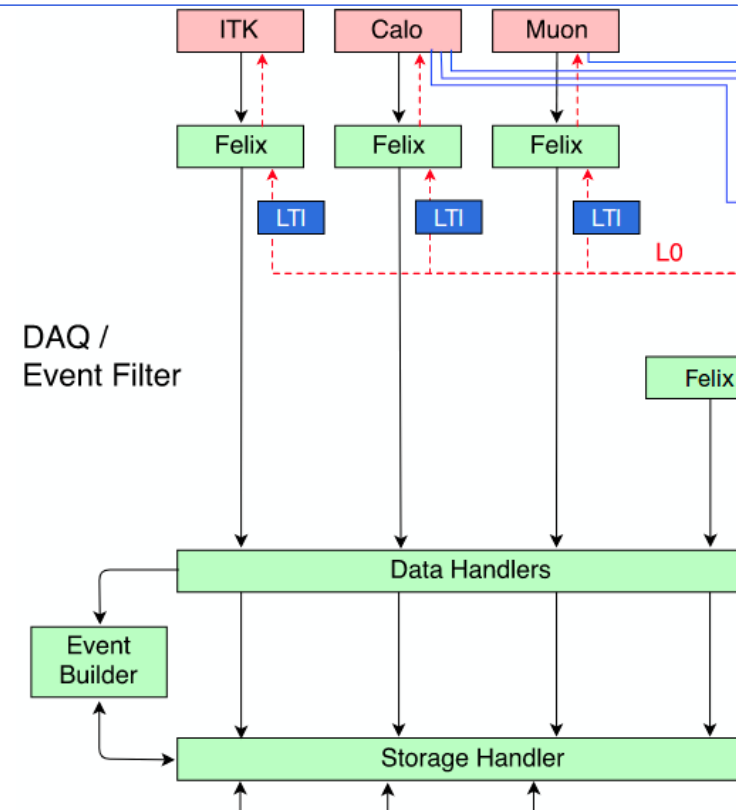 ITK
Calo
Muon
Felix
Felix
Felix
LTI
LTI
LTI
L0
DAQ /
Event Filter
Felix
Data Handlers
Event
Builder
Storage Handler